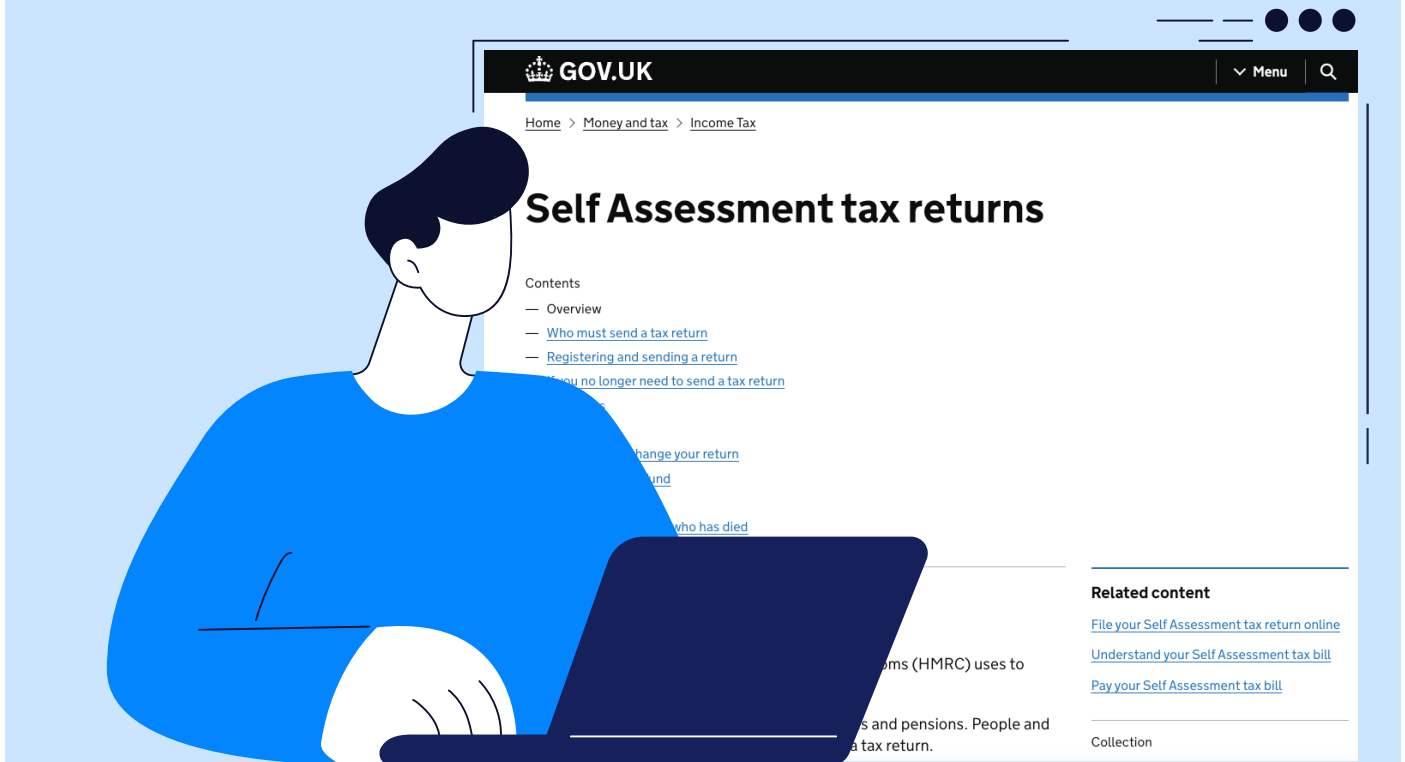 GOV.UK
Menu
Home > Money and tax > Income Tax
Self Assessment tax returns
Contents
— Overview
— Who must send a tax return
— Registering and sending a return
you no longer need to send a tax return
your return
who has died
(HMRC) uses to
and pensions. People and
a tax return.
Related content
File your Self Assessment tax return online
Understand your Self Assessment tax bill
Pay your Self Assessment tax bill
Collection